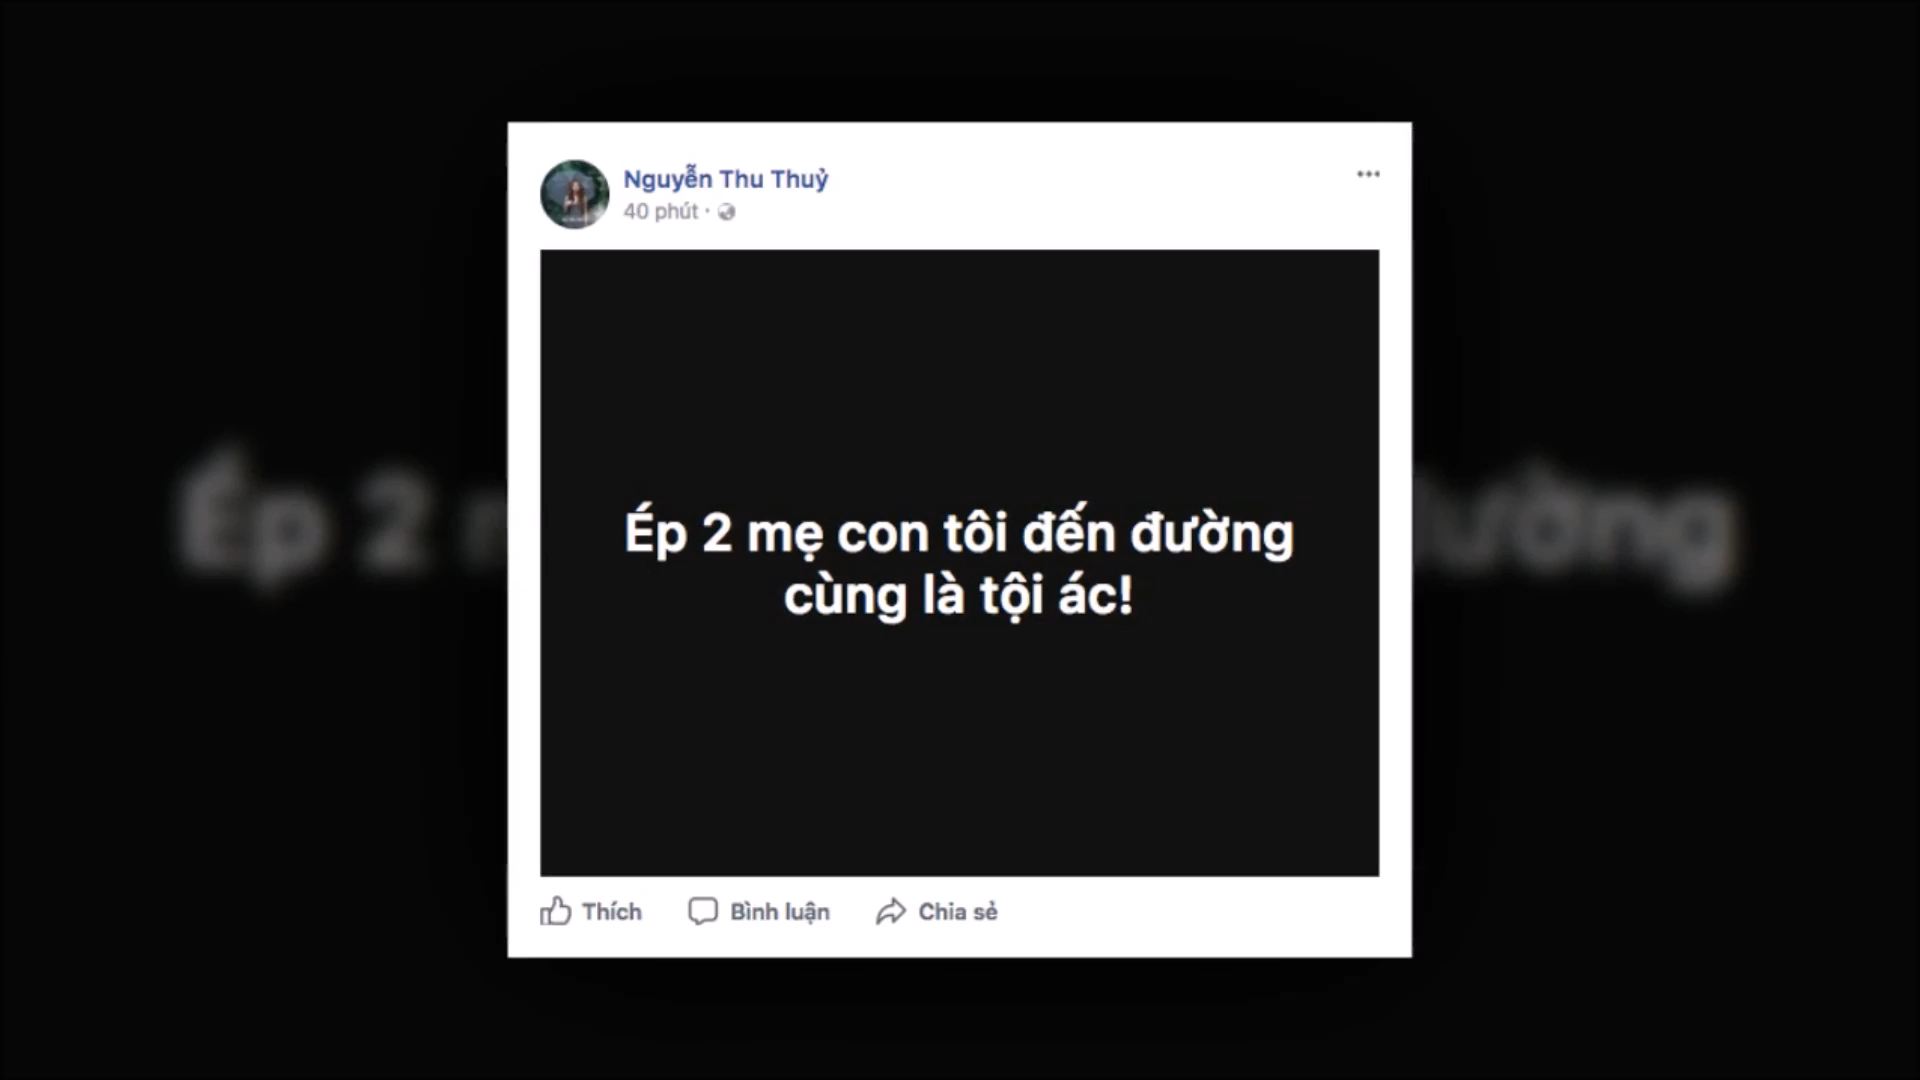 Nguyễn Thu Thuỷ
40 phút ·
Ép 2 mẹ con tôi đến đường
cùng là tội ác!
Thích
Bình luận
Chia sẻ